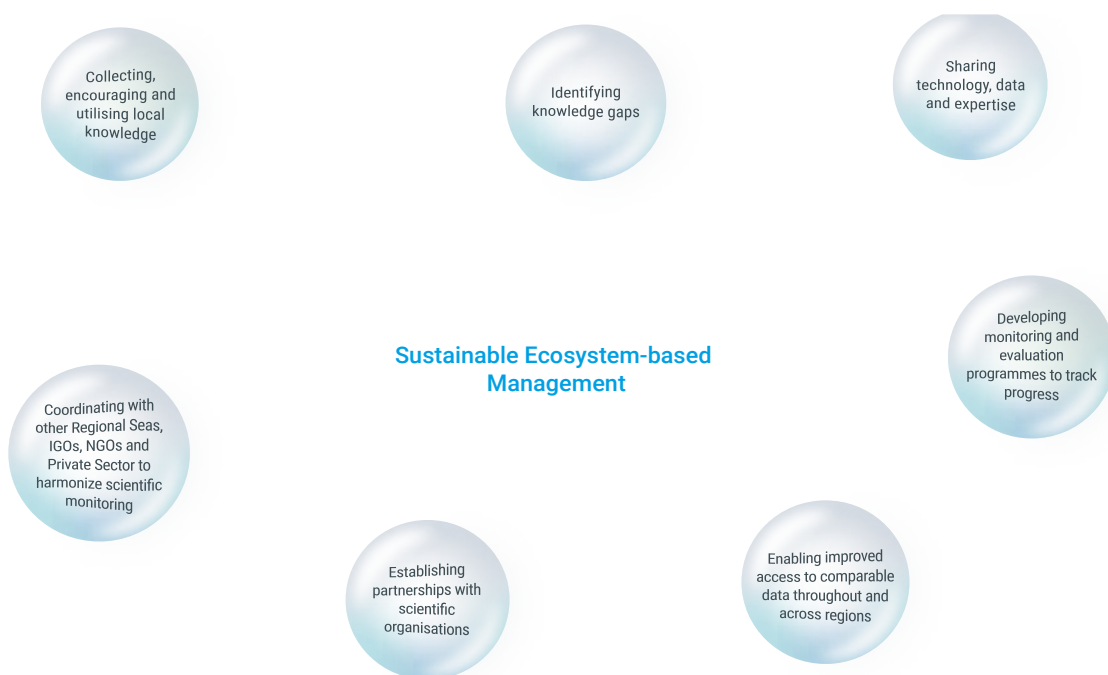 Collecting,
encouraging and
utilising local
knowledge
Identifying
knowledge gaps
Sharing
technology, data
and expertise
Developing
monitoring and
evaluation
programmes to track
progress
Sustainable Ecosystem-based
Management
Coordinating with
other Regional Seas,
IGOs, NGOs and
Private Sector to
harmonize scientific
monitoring
Establishing
partnerships with
scientific
organisations
Enabling improved
access to comparable
data throughout and
across regions